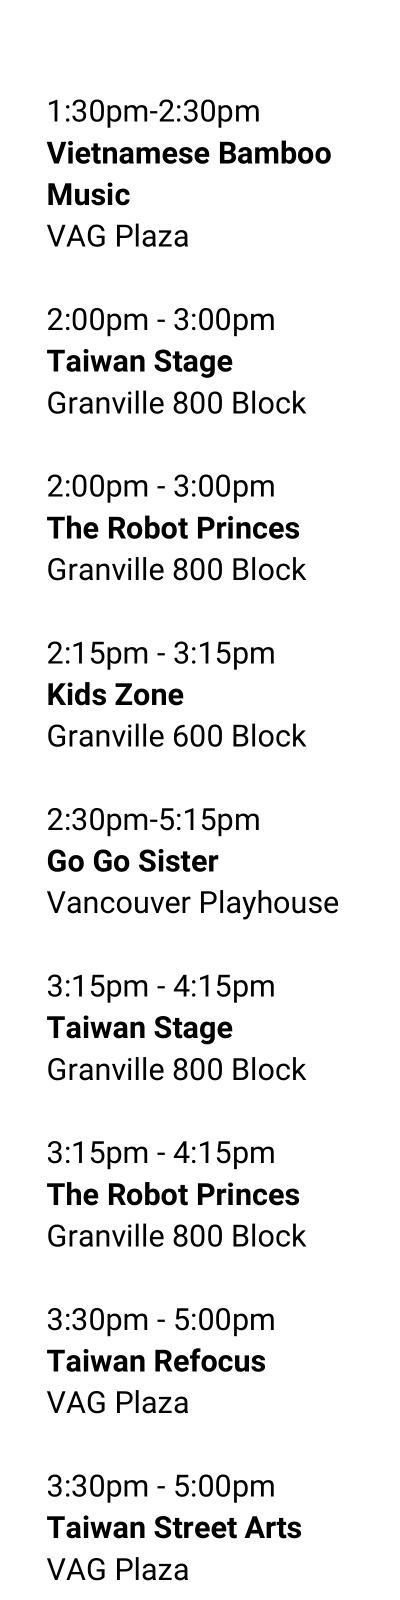 1:30pm-2:30pm
Vietnamese Bamboo
Music
VAG Plaza
2:00pm - 3:00pm
Taiwan Stage
Granville 800 Block
2:00pm - 3:00pm
The Robot Princes
Granville 800 Block
2:15pm - 3:15pm
Kids Zone
Granville 600 Block
2:30pm-5:15pm
Go Go Sister
Vancouver Playhouse
3:15pm - 4:15pm
Taiwan Stage
Granville 800 Block
3:15pm - 4:15pm
The Robot Princes
Granville 800 Block
3:30pm - 5:00pm
Taiwan Refocus
VAG Plaza
3:30pm - 5:00pm
Taiwan Street Arts
VAG Plaza